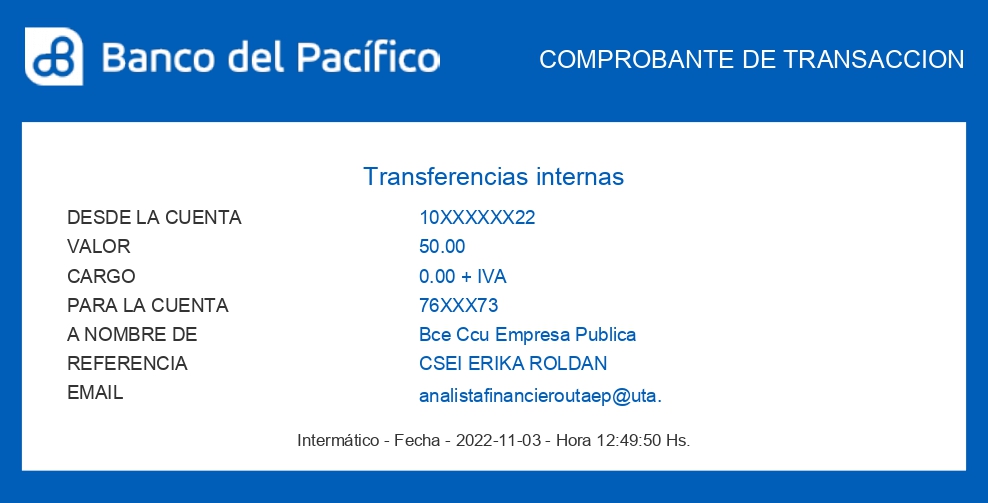 Banco del Pacífico
COMPROBANTE DE TRANSACCION
Transferencias internas
DESDE LA CUENTA 10XXXXXX22
VALOR 50.00
CARGO 0.00 + IVA
PARA LA CUENTA 76XXX73
A NOMBRE DE Bce Ccu Empresa Publica
REFERENCIA CSEI ERIKA ROLDAN
EMAIL analistafinancieroutaep@uta.
Intermático - Fecha - 2022-11-03 - Hora 12:49:50 Hs.